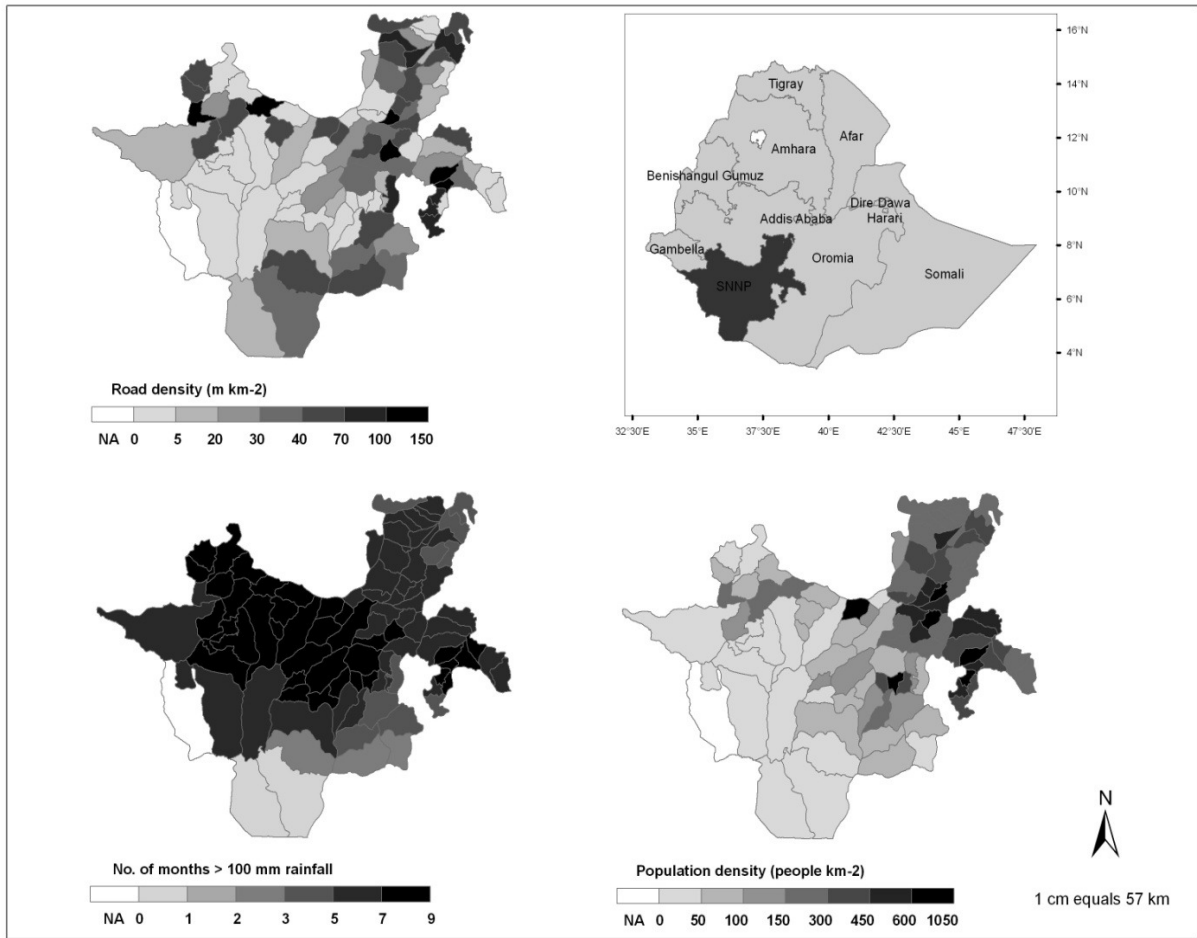 16°N
Tigray
14°N
Afar
12°N
Amhara
Benishangul Gumuz
10°N
Dire Dawa
Addis Ababa
Harari
8°N
Gambella
Oromia
Somali
SNNP
6°N
4°N
32°30'E 35°E 37°30'E 40°E 42°30'E 45°E 47°30'E
Road density (m km-2)
NA 0 5 20 30 40 70 100 150
N
No. of months > 100 mm rainfall
NA 0 1 2 3 5 7 9
Population density (people km-2)
NA 0 50 100 150 300 450 600 1050
1 cm equals 57 km